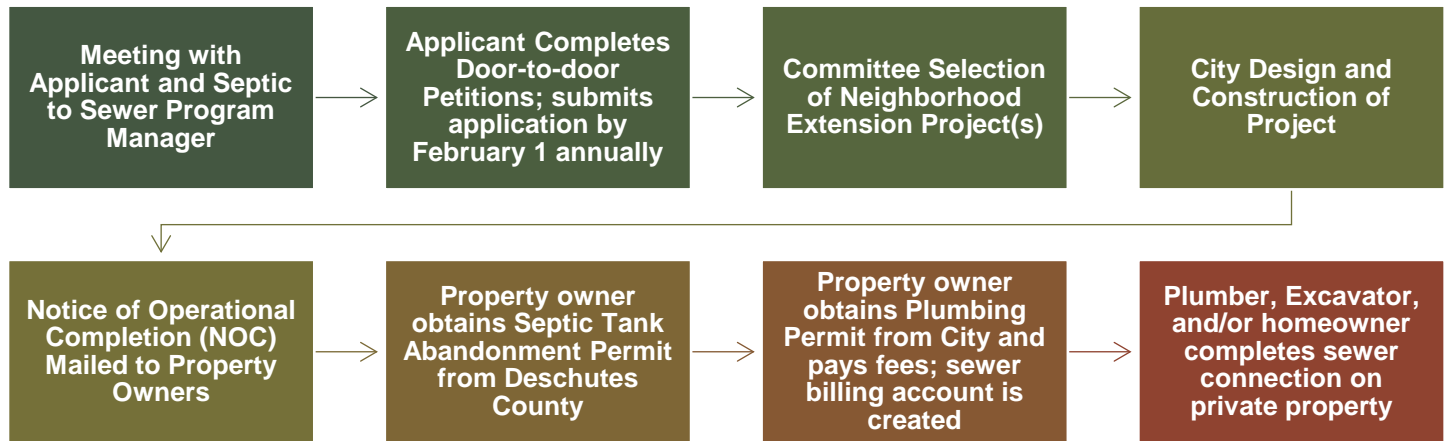 Meeting with
Applicant and Septic
to Sewer Program
Manager
Applicant Completes
Door-to-door
Petitions; submits
application by
February 1 annually
Committee Selection
of Neighborhood
Extension Project(s)
City Design and
Construction of
Project
Notice of Operational
Completion (NOC)
Mailed to Property
Owners
Property owner
obtains Septic Tank
Abandonment Permit
from Deschutes
County
Property owner
obtains Plumbing
Permit from City and
pays fees; sewer
billing account is
created
Plumber, Excavator,
and/or homeowner
completes sewer
connection on
private property